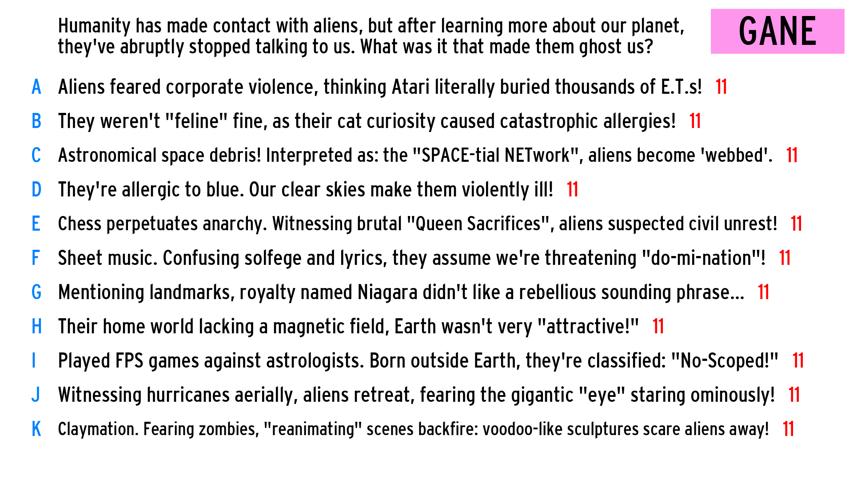 Humanity has made contact with aliens, but after learning more about our planet,
they've abruptly stopped talking to us. What was it that made them ghost us?
GANE
A Aliens feared corporate violence, thinking Atari literally buried thousands of E.T.s! 11
B They weren't "feline" fine, as their cat curiosity caused catastrophic allergies! 11
C Astronomical space debris! Interpreted as: the "SPACE-tial NETwork", aliens become 'webbed'. 11
D They're allergic to blue. Our clear skies make them violently ill! 11
E Chess perpetuates anarchy. Witnessing brutal "Queen Sacrifices", aliens suspected civil unrest! 11
F Sheet music. Confusing solfege and lyrics, they assume we're threatening "do-mi-nation"! 11
G Mentioning landmarks, royalty named Niagara didn't like a rebellious sounding phrase... 11
H Their home world lacking a magnetic field, Earth wasn't very "attractive!" 11
I Played FPS games against astrologists. Born outside Earth, they're classified: "No-Scoped!" 11
J Witnessing hurricanes aerially, aliens retreat, fearing the gigantic "eye" staring ominously! 11
K Claymation. Fearing zombies, "reanimating" scenes backfire: voodoo-like sculptures scare aliens away! 11